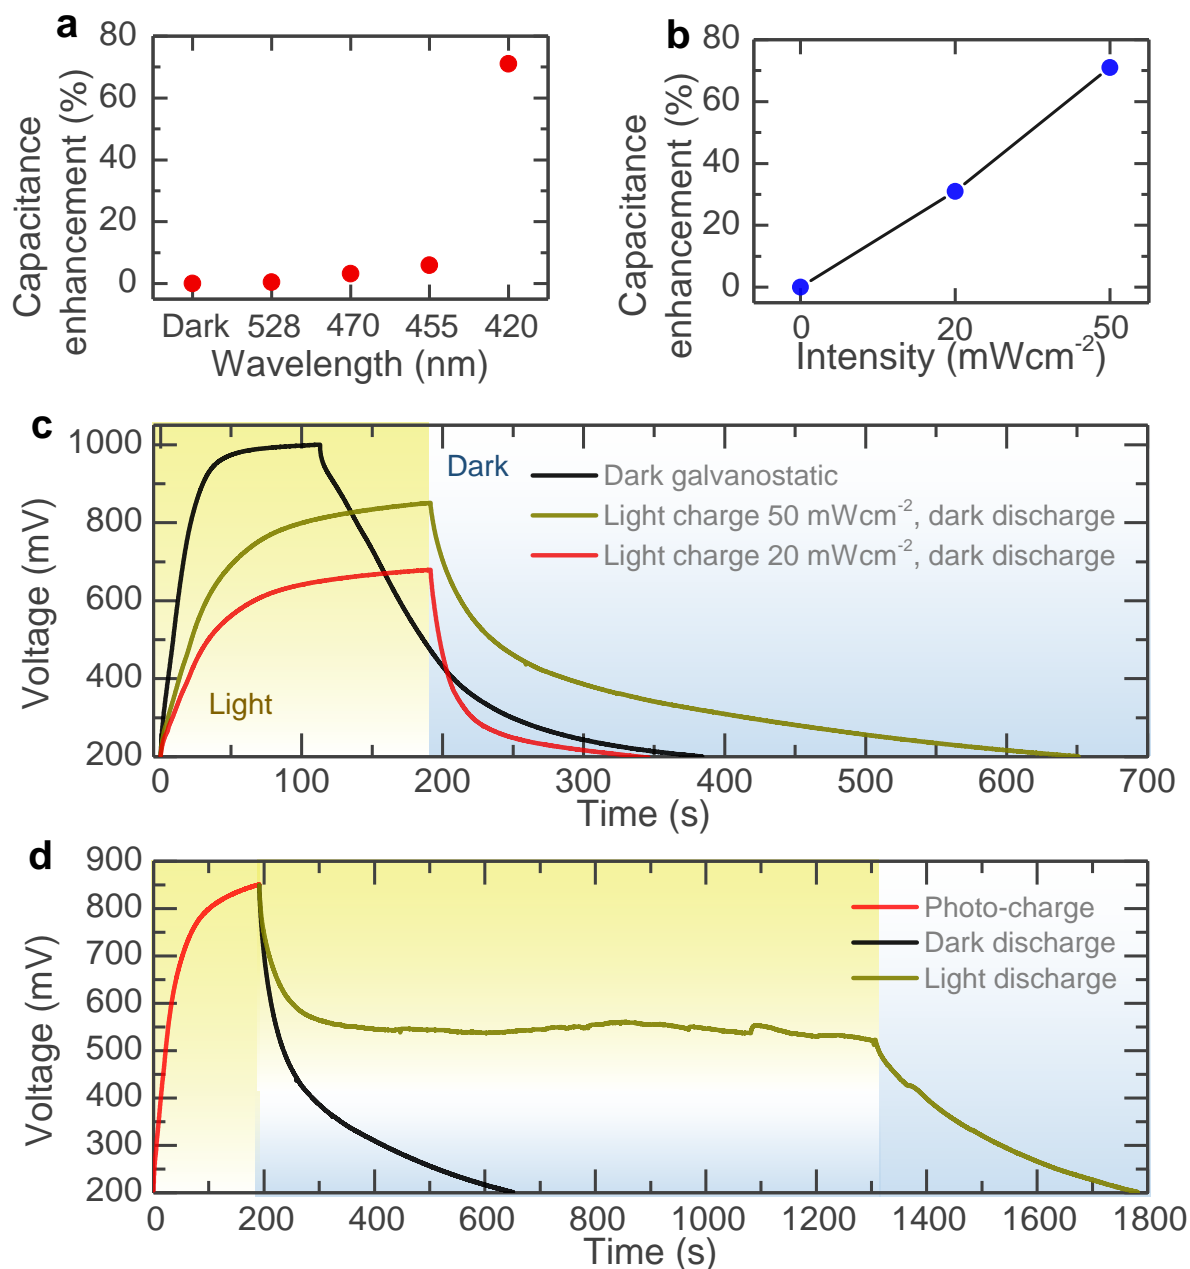 a
80
60
40
20
0
Capacitance
enhancement (%)
Dark 528 470 455 420
Wavelength (nm)
b
80
60
40
20
0
Capacitance
enhancement (%)
0 20 50
Intensity (mWcm⁻²)
c
1000
800
600
400
200
Voltage (mV)
Dark
Dark galvanostatic
Light charge 50 mWcm⁻², dark discharge
Light charge 20 mWcm⁻², dark discharge
Light
0 100 200 300 400 500 600 700
Time (s)
d
900
800
700
600
500
400
300
200
Voltage (mV)
Photo-charge
Dark discharge
Light discharge
0 200 400 600 800 1000 1200 1400 1600 1800
Time (s)